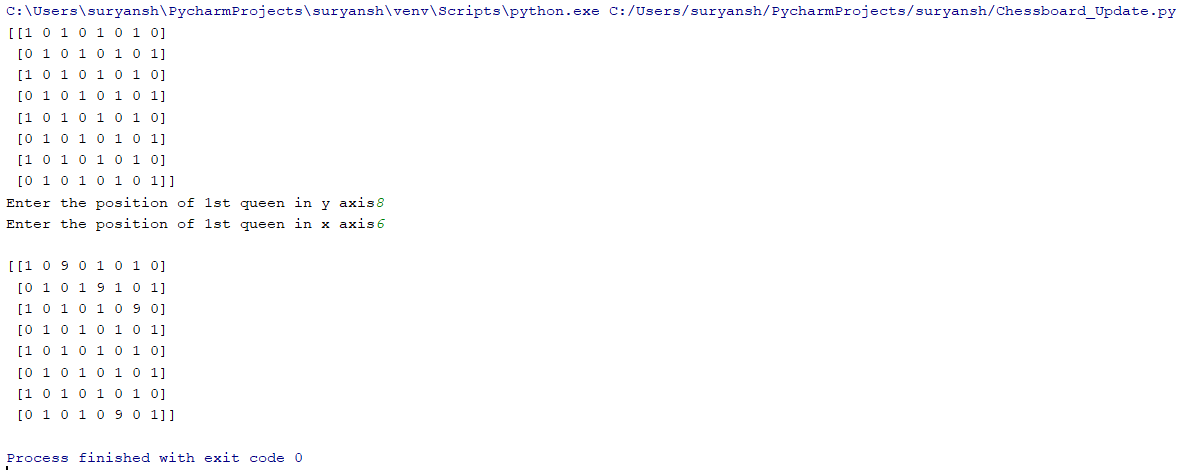 C:\Users\suryansh\PycharmProjects\suryansh\venv\Scripts\python.exe C:/Users/suryansh/PycharmProjects/suryansh/Chessboard_Update.py
[[1 0 1 0 1 0 1 0]
 [0 1 0 1 0 1 0 1]
 [1 0 1 0 1 0 1 0]
 [0 1 0 1 0 1 0 1]
 [1 0 1 0 1 0 1 0]
 [0 1 0 1 0 1 0 1]
 [1 0 1 0 1 0 1 0]
 [0 1 0 1 0 1 0 1]]
Enter the position of 1st queen in y axis8
Enter the position of 1st queen in x axis6
[[1 0 9 0 1 0 1 0]
 [0 1 0 1 9 1 0 1]
 [1 0 1 0 1 0 9 0]
 [0 1 0 1 0 1 0 1]
 [1 0 1 0 1 0 1 0]
 [0 1 0 1 0 1 0 1]
 [1 0 1 0 1 0 1 0]
 [0 1 0 1 0 9 0 1]]
Process finished with exit code 0